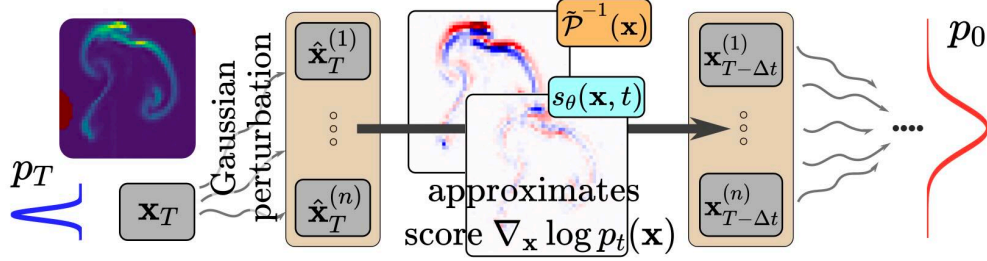 p_T
x_T
Gaussian
perturbation
x̂_T^{(1)}
x̂_T^{(n)}
𝒫̃^{-1}(x)
s_θ(x, t)
approximates
score ∇_x log p_t(x)
x_{T-Δt}^{(1)}
x_{T-Δt}^{(n)}
p_0